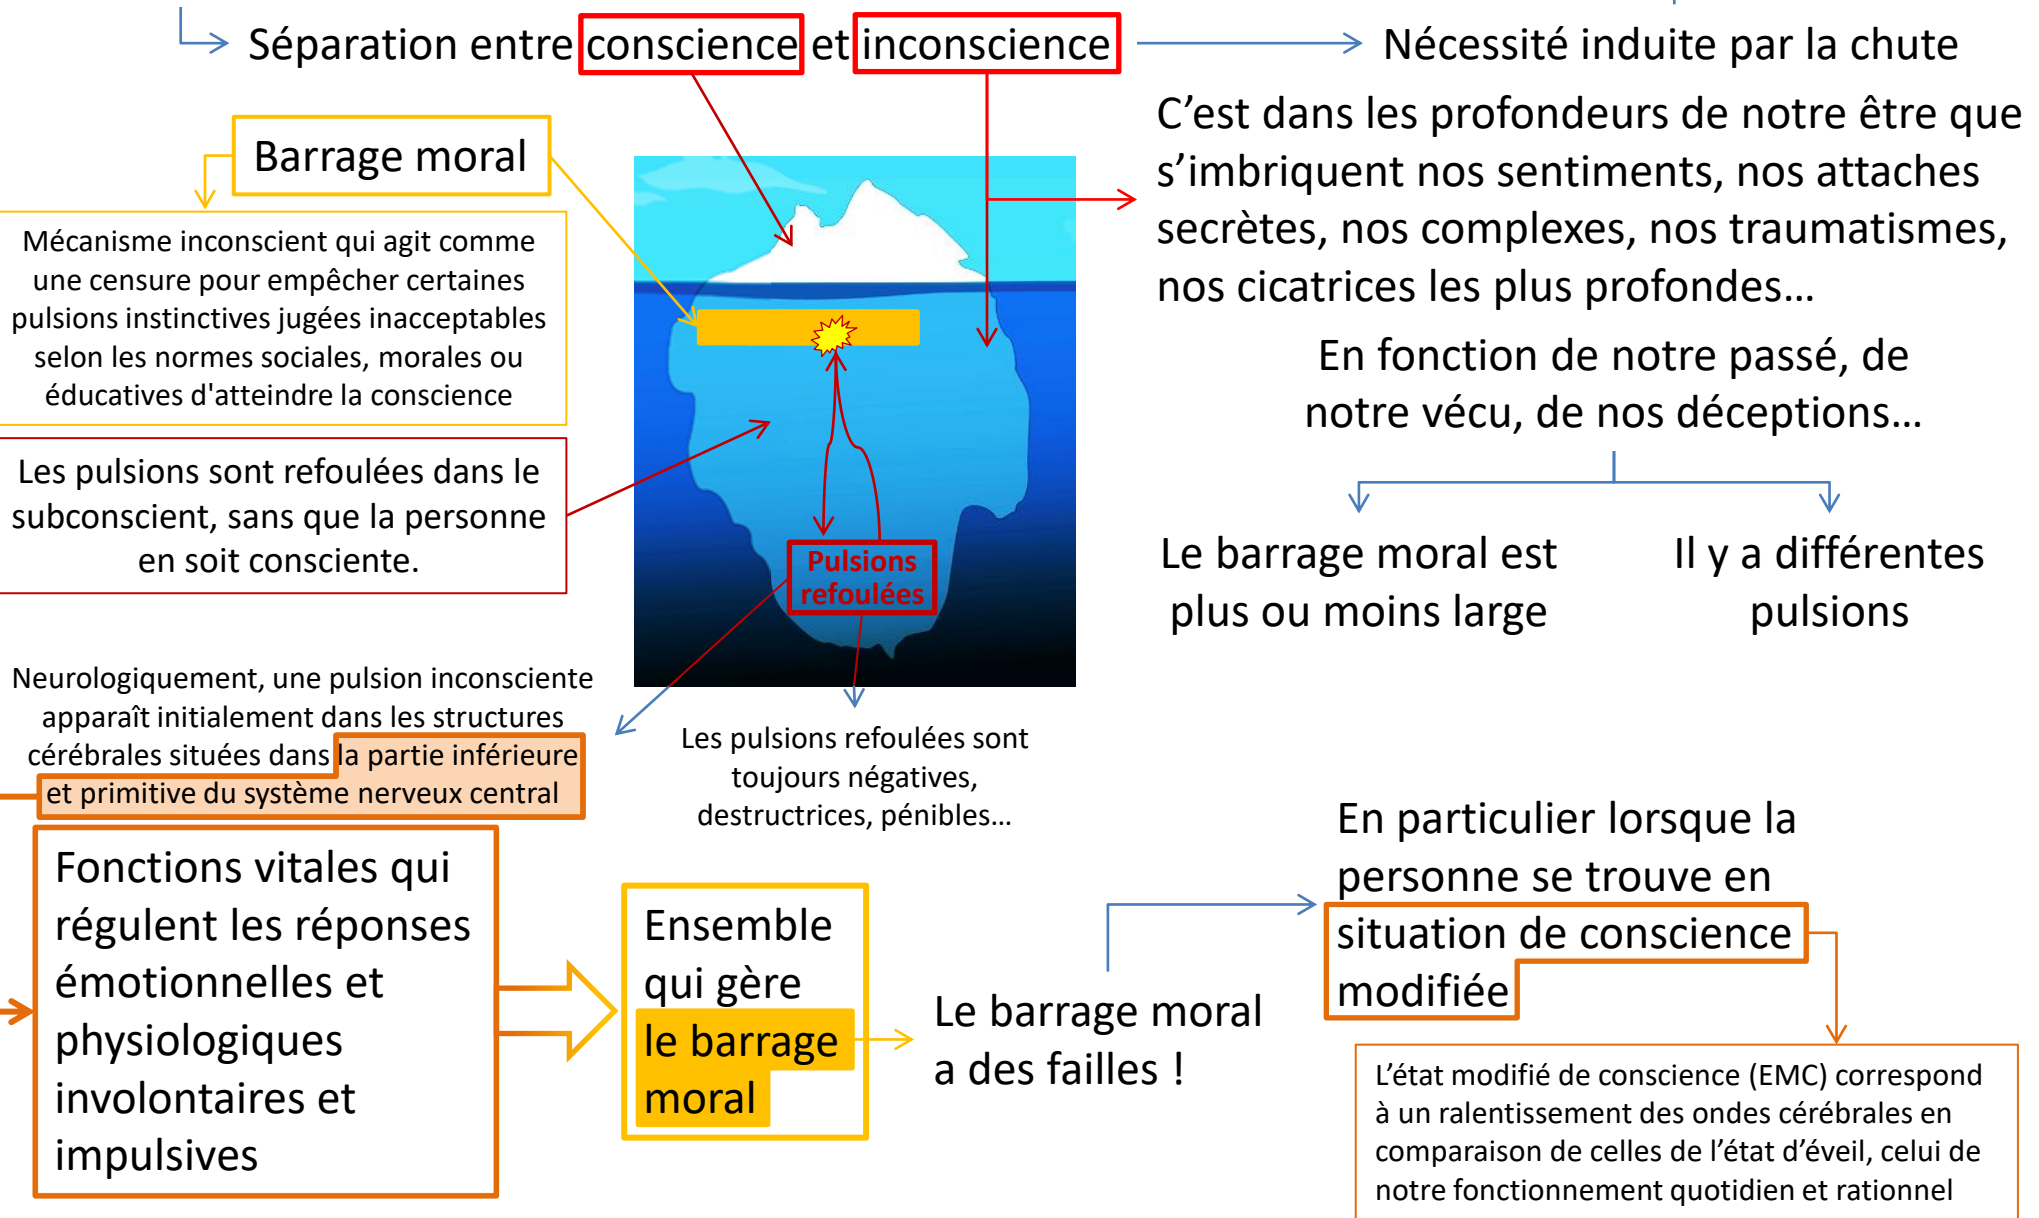 Séparation entre conscience et inconscience
Nécessité induite par la chute
Barrage moral
Mécanisme inconscient qui agit comme
une censure pour empêcher certaines
pulsions instinctives jugées inacceptables
selon les normes sociales, morales ou
éducatives d'atteindre la conscience
Les pulsions sont refoulées dans le
subconscient, sans que la personne
en soit consciente.
C’est dans les profondeurs de notre être que
s’imbriquent nos sentiments, nos attaches
secrètes, nos complexes, nos traumatismes,
nos cicatrices les plus profondes…
En fonction de notre passé, de
notre vécu, de nos déceptions…
Le barrage moral est
plus ou moins large
Il y a différentes
pulsions
Pulsions
refoulées
Neurologiquement, une pulsion inconsciente
apparaît initialement dans les structures
cérébrales situées dans la partie inférieure
et primitive du système nerveux central
Les pulsions refoulées sont
toujours négatives,
destructrices, pénibles…
Fonctions vitales qui
régulent les réponses
émotionnelles et
physiologiques
involontaires et
impulsives
Ensemble
qui gère
le barrage
moral
Le barrage moral
a des failles !
En particulier lorsque la
personne se trouve en
situation de conscience
modifiée
L’état modifié de conscience (EMC) correspond
à un ralentissement des ondes cérébrales en
comparaison de celles de l’état d’éveil, celui de
notre fonctionnement quotidien et rationnel